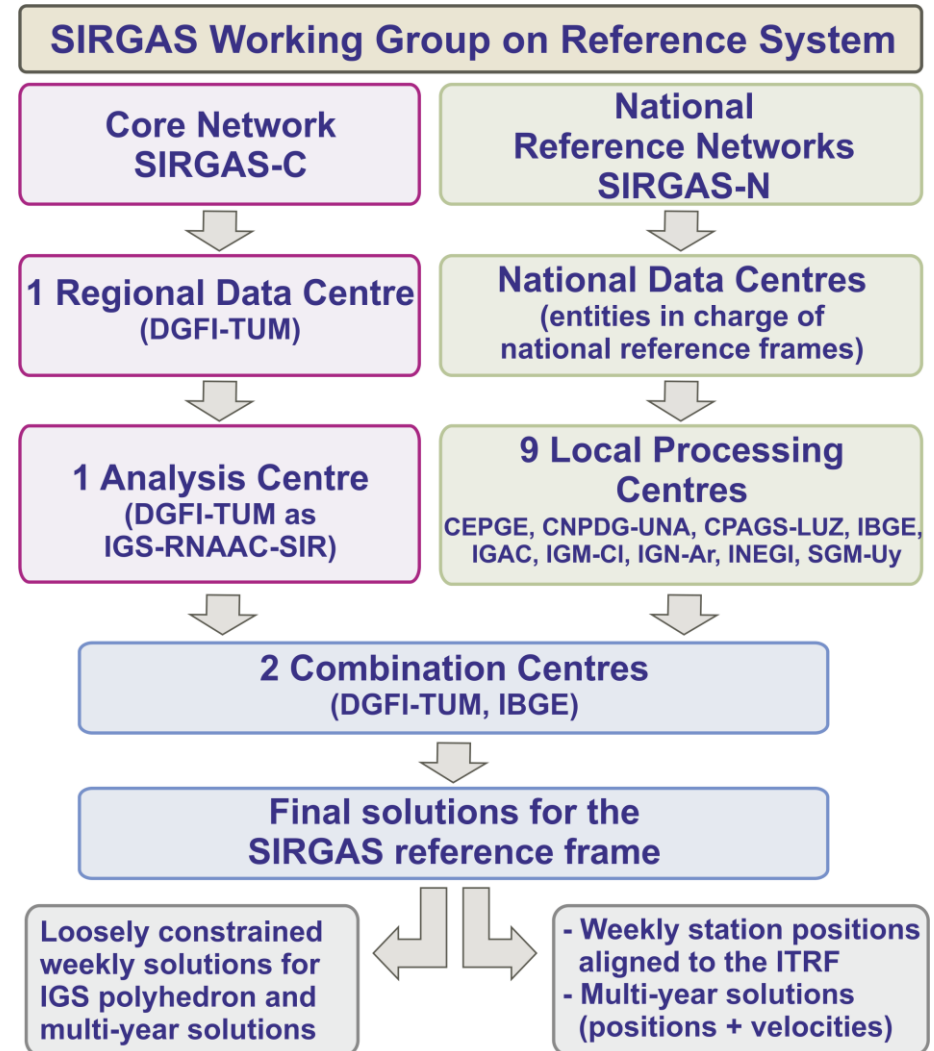 SIRGAS Working Group on Reference System
Core Network
SIRGAS-C
National
Reference Networks
SIRGAS-N
1 Regional Data Centre
(DGFI-TUM)
National Data Centres
(entities in charge of
national reference frames)
1 Analysis Centre
(DGFI-TUM as
IGS-RNAAC-SIR)
9 Local Processing
Centres
CEPGE, CNPDG-UNA, CPAGS-LUZ, IBGE,
IGAC, IGM-Cl, IGN-Ar, INEGI, SGM-Uy
2 Combination Centres
(DGFI-TUM, IBGE)
Final solutions for the
SIRGAS reference frame
Loosely constrained
weekly solutions for
IGS polyhedron and
multi-year solutions
- Weekly station positions
aligned to the ITRF
- Multi-year solutions
(positions + velocities)